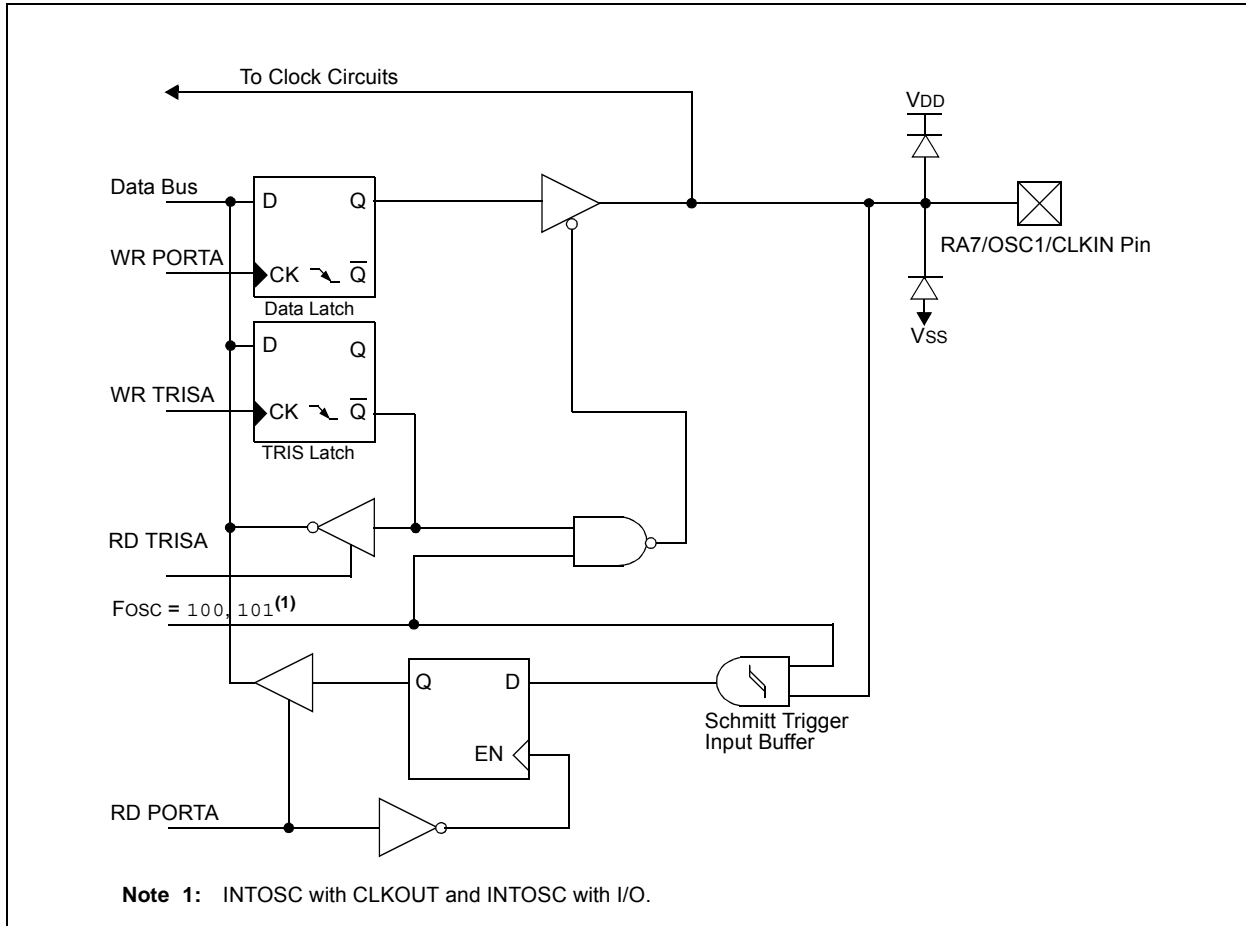 To Clock Circuits
VDD
Data Bus
D Q
WR PORTA
CK Q
Data Latch
RA7/OSC1/CLKIN Pin
VSS
D Q
WR TRISA
CK Q
TRIS Latch
RD TRISA
FOSC = 100, 101(1)
Q D
EN
Schmitt Trigger
Input Buffer
RD PORTA
Note 1: INTOSC with CLKOUT and INTOSC with I/O.